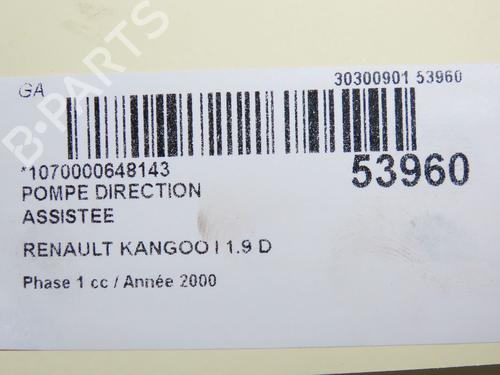 GA
30300901 53960
*1070000648143
53960
POMPE DIRECTION
ASSISTEE
RENAULT KANGOO I 1.9 D
Phase 1 cc / Année 2000
B-PARTS